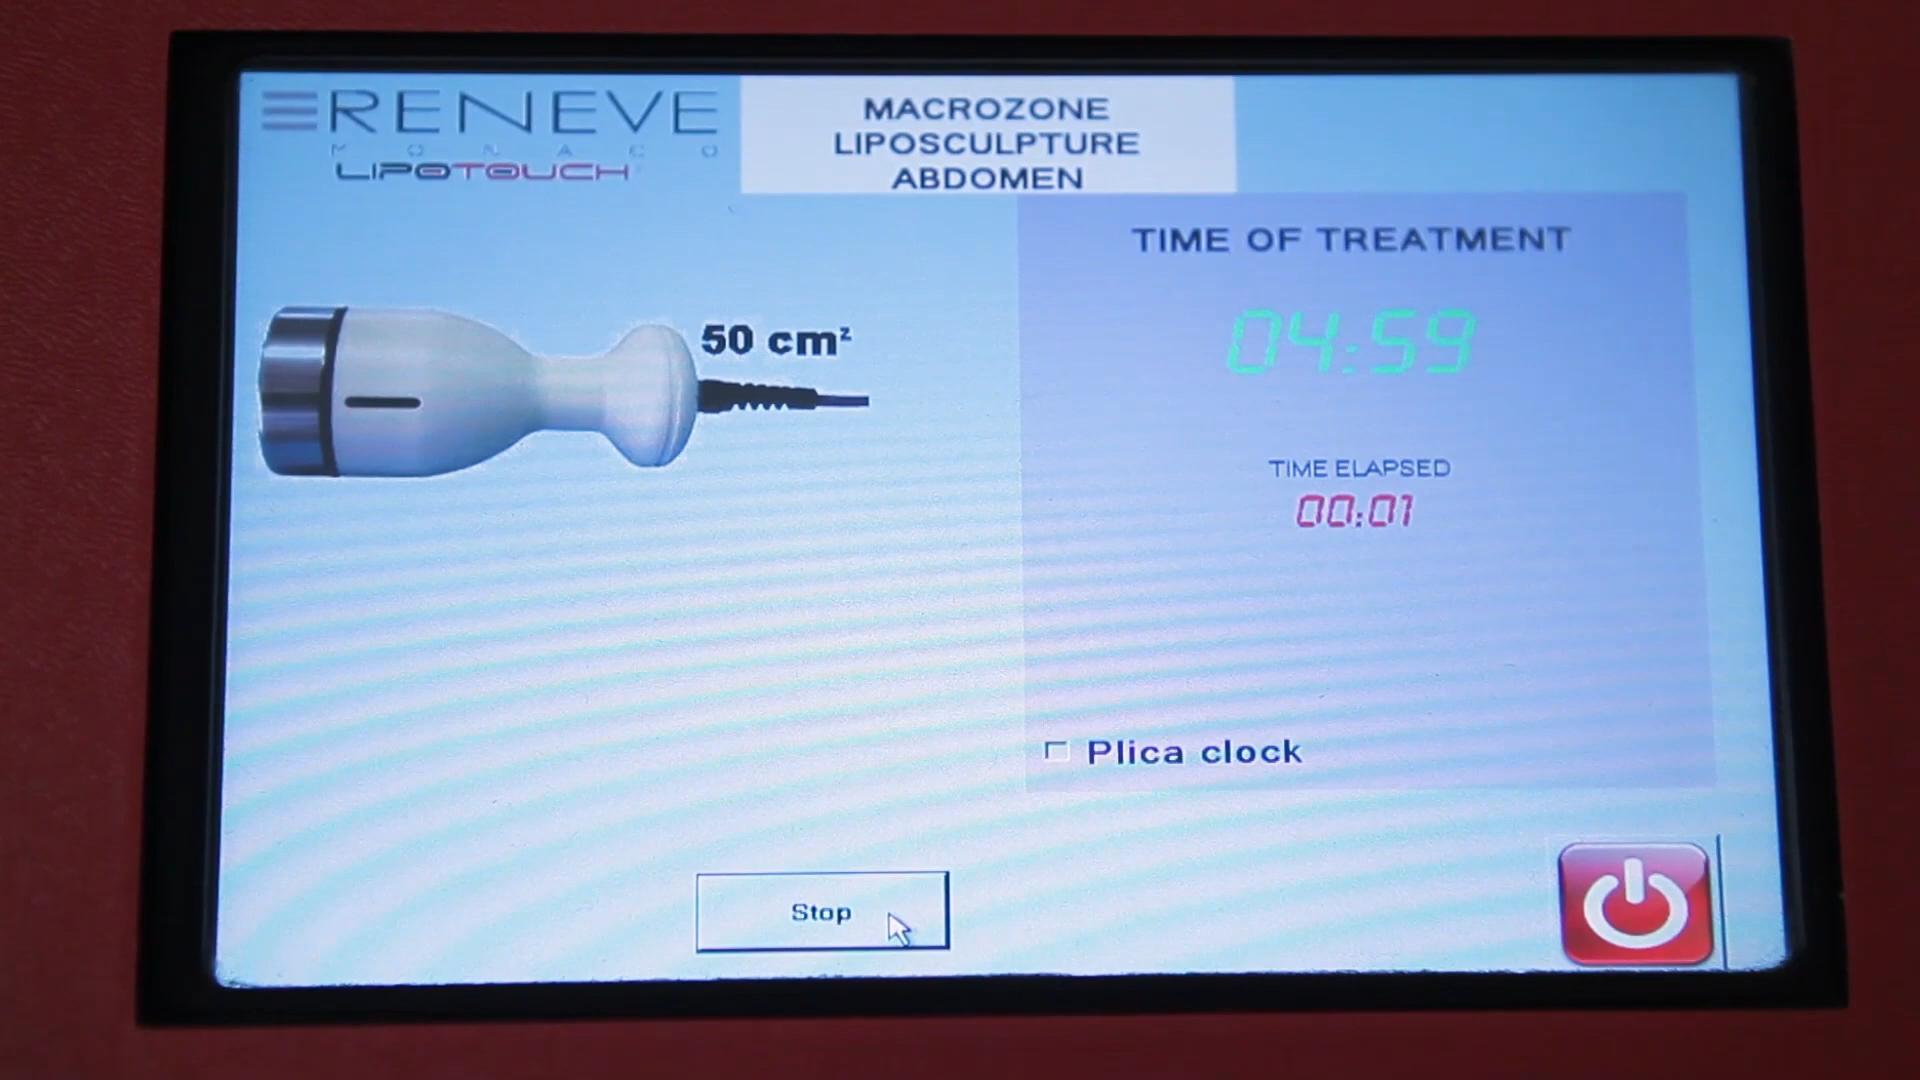 RENEVE
MONACO
LIPOTOUCH
MACROZONE
LIPOSCULPTURE
ABDOMEN
TIME OF TREATMENT
04:59
50 cm²
TIME ELAPSED
00:01
Plica clock
Stop